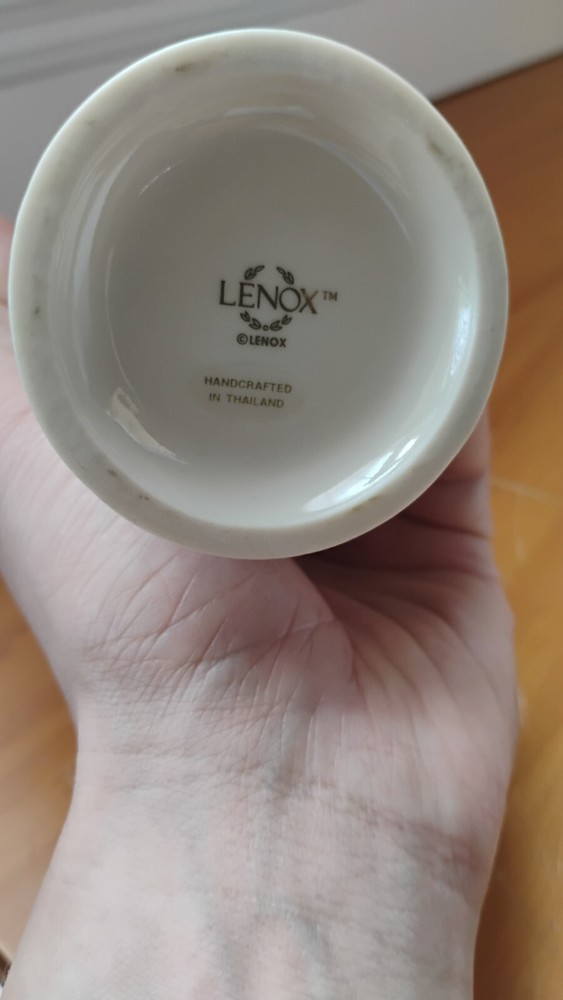 LENOX™
©LENOX
HANDCRAFTED
IN THAILAND